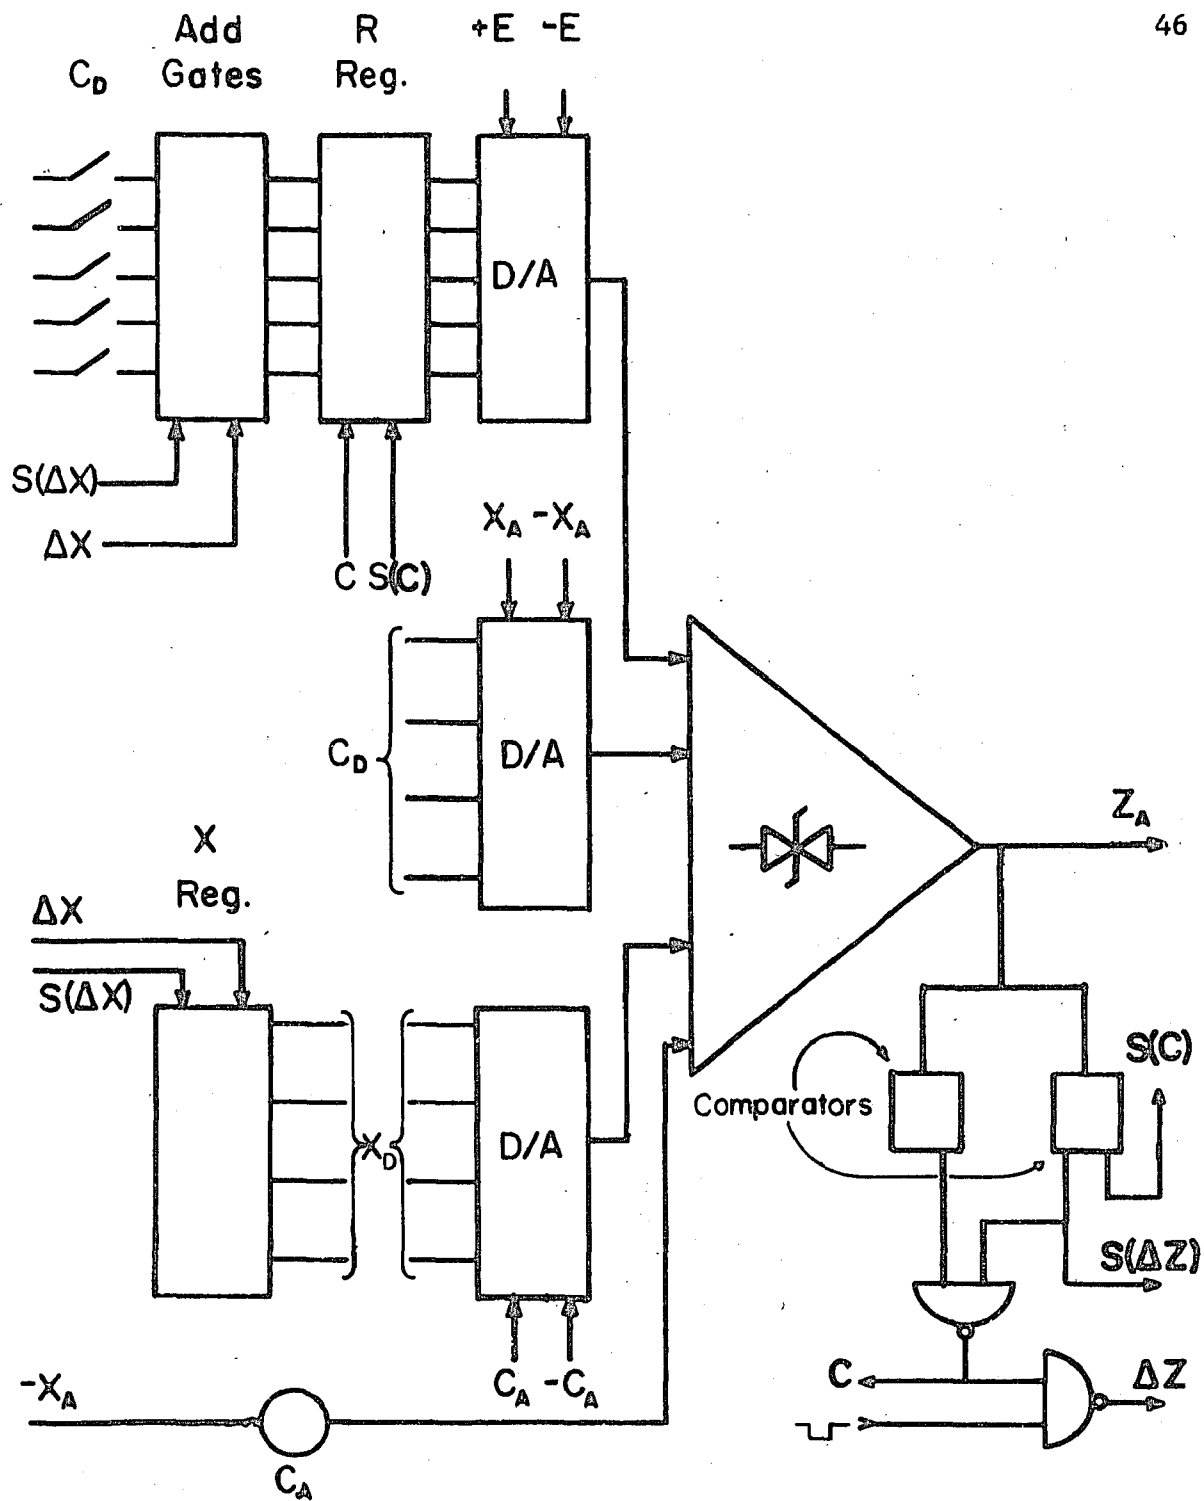 46
Add
Gates
R
Reg.
+E -E
C_D
D/A
S(ΔX)
ΔX
C S(C)
X_A -X_A
C_D
D/A
Z_A
X
Reg.
ΔX
S(ΔX)
X_D
D/A
Comparators
S(C)
S(ΔZ)
C_A -C_A
C
ΔZ
-X_A
C_A